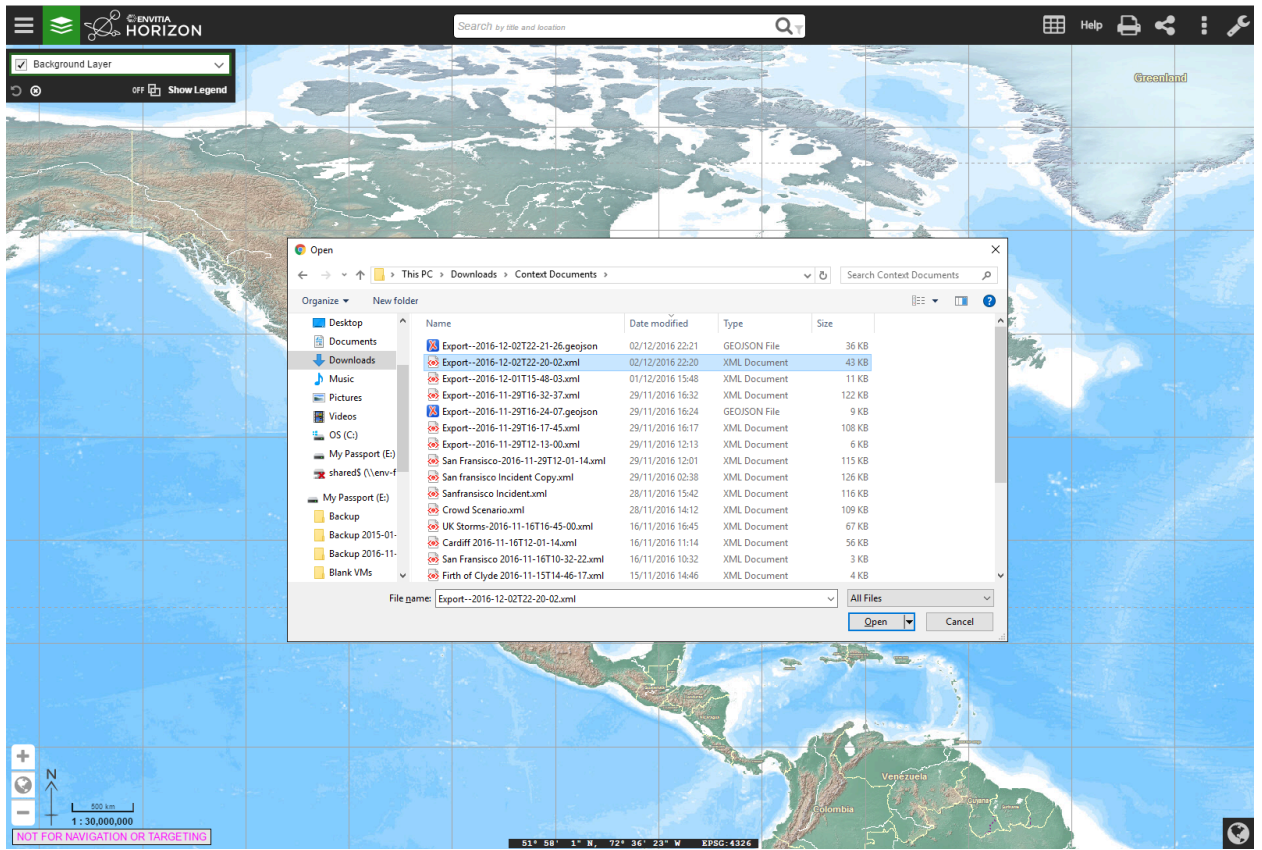 ENVITIA
HORIZON
Search by title and location
Help
Background Layer
OFF Show Legend
Greenland
Open
This PC > Downloads > Context Documents >
Search Context Documents
Organize
New folder
Name Date modified Type Size
Desktop
Documents
Downloads
Music
Pictures
Videos
OS (C:)
My Passport (E:)
shared$ (\\env-f
My Passport (E:)
Backup
Backup 2015-01-
Backup 2016-11-
Blank VMs
Export--2016-12-02T22-21-26.geojson 02/12/2016 22:21 GEOJSON File 36 KB
Export--2016-12-02T22-20-02.xml 02/12/2016 22:20 XML Document 43 KB
Export--2016-12-01T15-48-03.xml 01/12/2016 15:48 XML Document 11 KB
Export--2016-11-29T16-32-37.xml 29/11/2016 16:32 XML Document 122 KB
Export--2016-11-29T16-24-07.geojson 29/11/2016 16:24 GEOJSON File 9 KB
Export--2016-11-29T16-17-45.xml 29/11/2016 16:17 XML Document 108 KB
Export--2016-11-29T12-13-00.xml 29/11/2016 12:13 XML Document 6 KB
San Fransisco-2016-11-29T12-01-14.xml 29/11/2016 12:01 XML Document 115 KB
San fransisco Incident Copy.xml 29/11/2016 02:38 XML Document 126 KB
Sanfransisco Incident.xml 28/11/2016 15:42 XML Document 116 KB
Crowd Scenario.xml 28/11/2016 14:12 XML Document 109 KB
UK Storms-2016-11-16T16-45-00.xml 16/11/2016 16:45 XML Document 67 KB
Cardiff 2016-11-16T12-01-14.xml 16/11/2016 11:14 XML Document 56 KB
San Fransisco 2016-11-16T10-32-22.xml 16/11/2016 10:32 XML Document 3 KB
Firth of Clyde 2016-11-15T14-46-17.xml 15/11/2016 14:46 XML Document 4 KB
File name: Export--2016-12-02T22-20-02.xml
All Files
Open
Cancel
Venezuela
Guyana
Colombia
N
500 km
1 : 30,000,000
NOT FOR NAVIGATION OR TARGETING
51° 58' 1" N, 72° 36' 23" W EPSG:4326